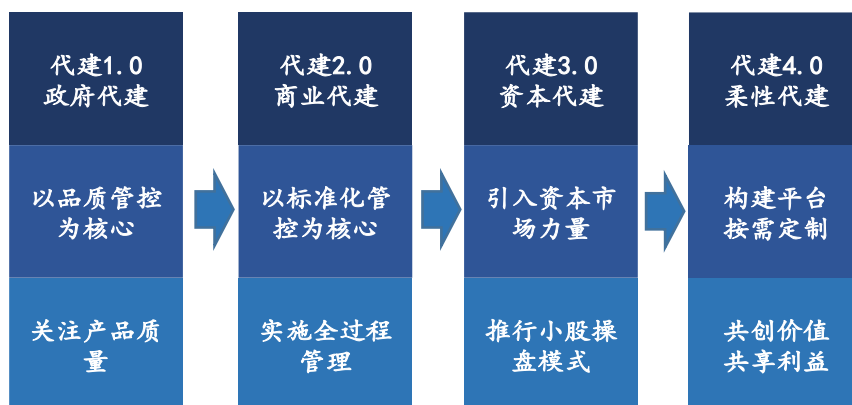 代建1.0
政府代建
以品质管控
为核心
关注产品质
量
代建2.0
商业代建
以标准化管
控为核心
实施全过程
管理
代建3.0
资本代建
引入资本市
场力量
推行小股操
盘模式
代建4.0
柔性代建
构建平台
按需定制
共创价值
共享利益